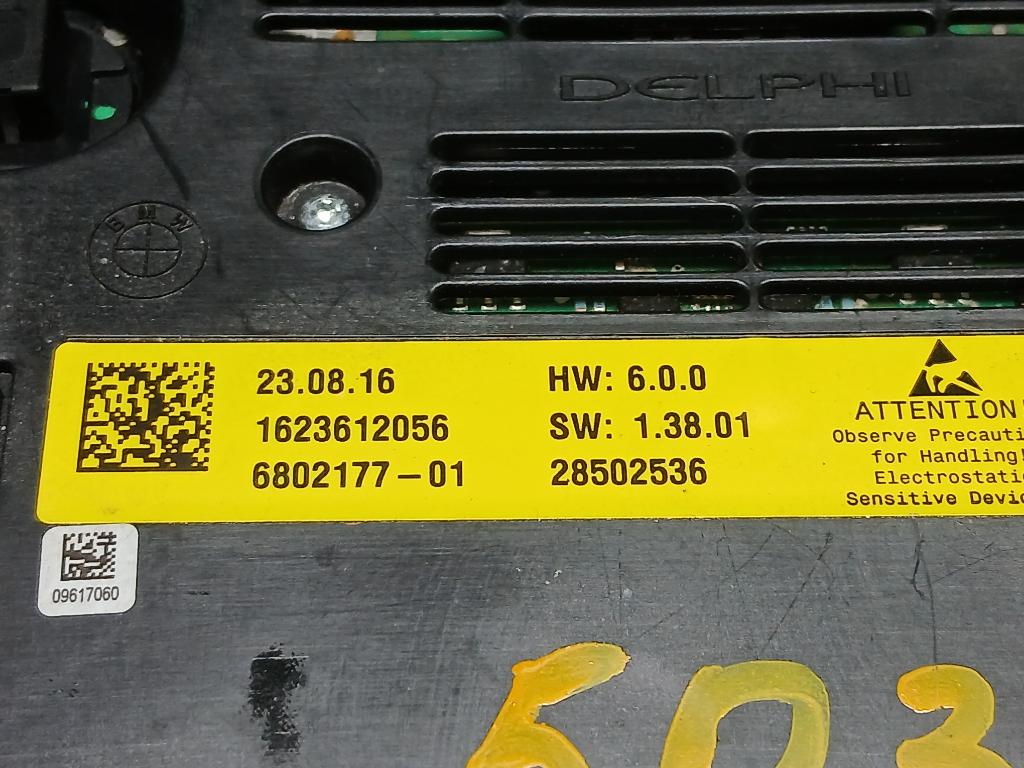 DELPHI
BMW
23.08.16
1623612056
6802177-01
HW: 6.0.0
SW: 1.38.01
28502536
ATTENTION!
Observe Precauti
for Handling!
Electrostati
Sensitive Devic
09617060
503